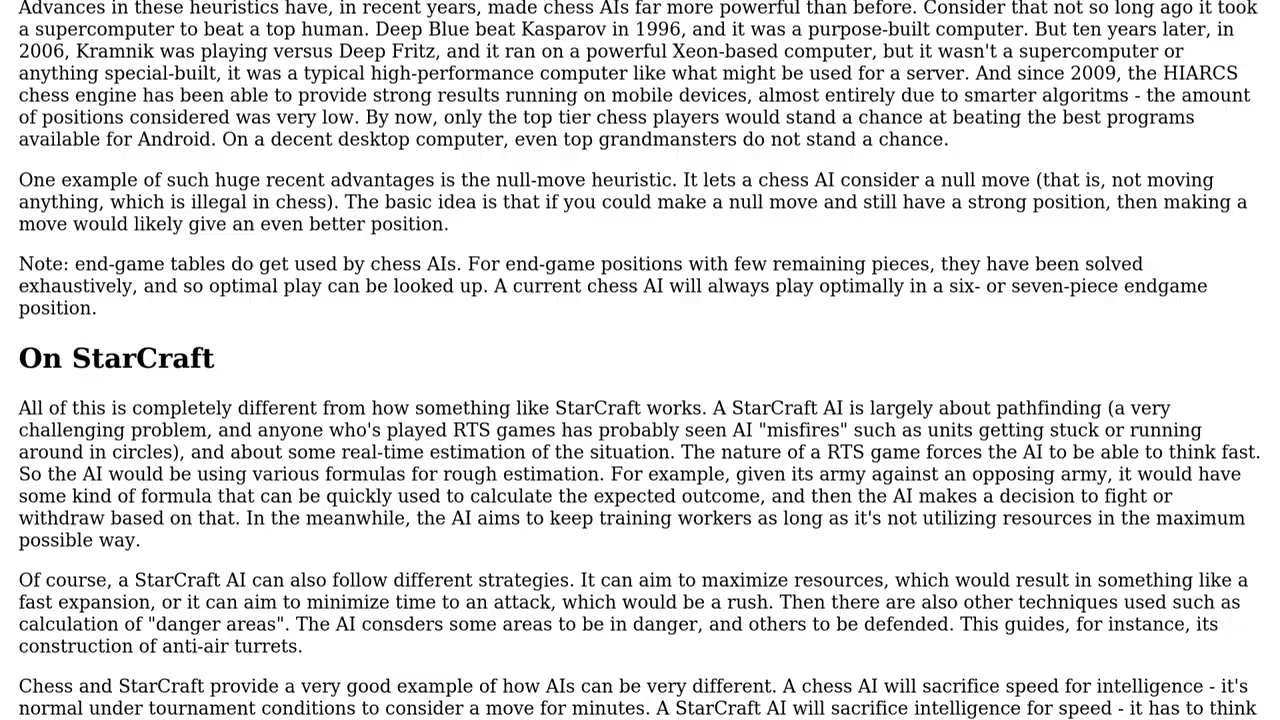 Advances in these heuristics have, in recent years, made chess AIs far more powerful than before. Consider that not so long ago it took
a supercomputer to beat a top human. Deep Blue beat Kasparov in 1996, and it was a purpose-built computer. But ten years later, in
2006, Kramnik was playing versus Deep Fritz, and it ran on a powerful Xeon-based computer, but it wasn't a supercomputer or
anything special-built, it was a typical high-performance computer like what might be used for a server. And since 2009, the HIARCS
chess engine has been able to provide strong results running on mobile devices, almost entirely due to smarter algoritms - the amount
of positions considered was very low. By now, only the top tier chess players would stand a chance at beating the best programs
available for Android. On a decent desktop computer, even top grandmansters do not stand a chance.
One example of such huge recent advantages is the null-move heuristic. It lets a chess AI consider a null move (that is, not moving
anything, which is illegal in chess). The basic idea is that if you could make a null move and still have a strong position, then making a
move would likely give an even better position.
Note: end-game tables do get used by chess AIs. For end-game positions with few remaining pieces, they have been solved
exhaustively, and so optimal play can be looked up. A current chess AI will always play optimally in a six- or seven-piece endgame
position.
On StarCraft
All of this is completely different from how something like StarCraft works. A StarCraft AI is largely about pathfinding (a very
challenging problem, and anyone who's played RTS games has probably seen AI "misfires" such as units getting stuck or running
around in circles), and about some real-time estimation of the situation. The nature of a RTS game forces the AI to be able to think fast.
So the AI would be using various formulas for rough estimation. For example, given its army against an opposing army, it would have
some kind of formula that can be quickly used to calculate the expected outcome, and then the AI makes a decision to fight or
withdraw based on that. In the meanwhile, the AI aims to keep training workers as long as it's not utilizing resources in the maximum
possible way.
Of course, a StarCraft AI can also follow different strategies. It can aim to maximize resources, which would result in something like a
fast expansion, or it can aim to minimize time to an attack, which would be a rush. Then there are also other techniques used such as
calculation of "danger areas". The AI consders some areas to be in danger, and others to be defended. This guides, for instance, its
construction of anti-air turrets.
Chess and StarCraft provide a very good example of how AIs can be very different. A chess AI will sacrifice speed for intelligence - it's
normal under tournament conditions to consider a move for minutes. A StarCraft AI will sacrifice intelligence for speed - it has to think